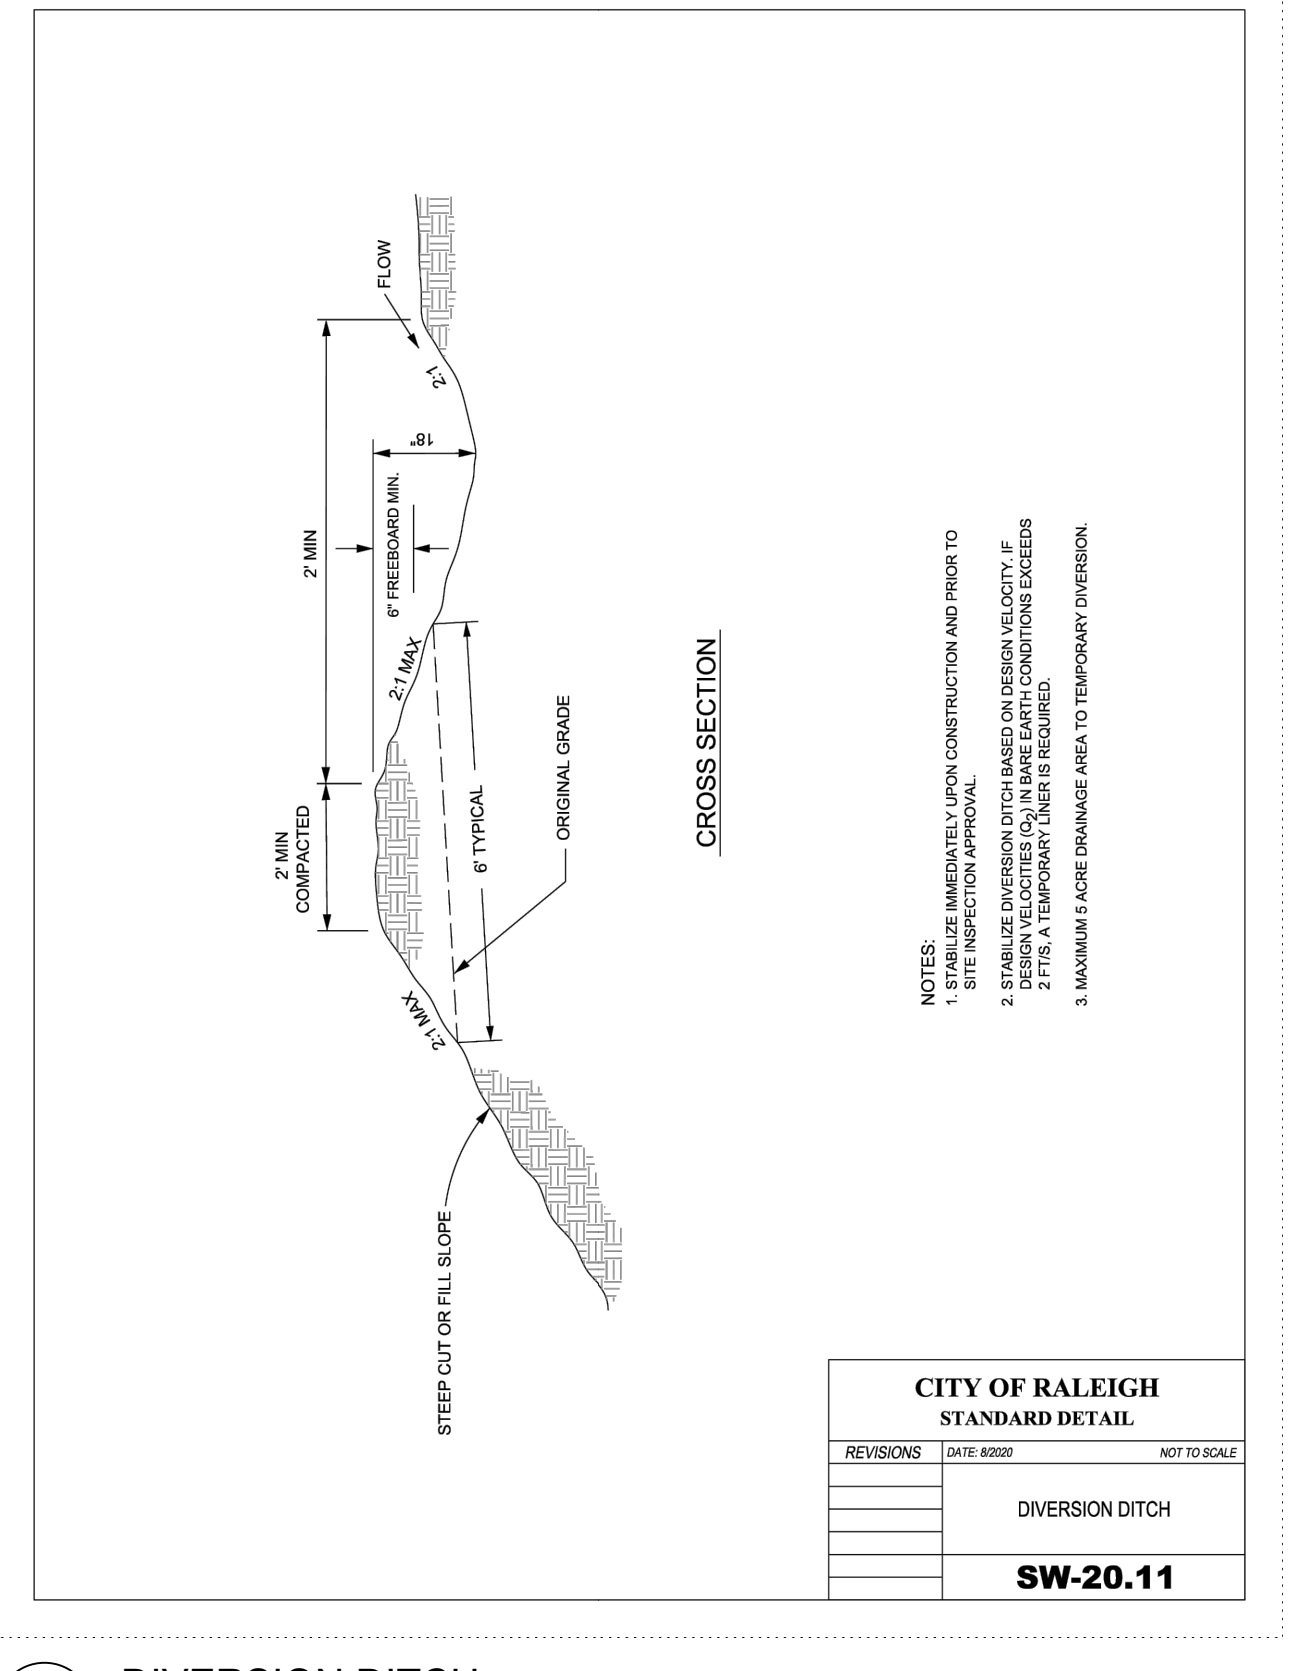 FLOW
2:1
18"
2' MIN
6" FREEBOARD MIN.
2:1 MAX
2' MIN
COMPACTED
6' TYPICAL
ORIGINAL GRADE
2:1 MAX
STEEP CUT OR FILL SLOPE
CROSS SECTION
NOTES:
1. STABILIZE IMMEDIATELY UPON CONSTRUCTION AND PRIOR TO
SITE INSPECTION APPROVAL.
2. STABILIZE DIVERSION DITCH BASED ON DESIGN VELOCITY. IF
DESIGN VELOCITIES (Q2) IN BARE EARTH CONDITIONS EXCEEDS
2 FT/S, A TEMPORARY LINER IS REQUIRED.
3. MAXIMUM 5 ACRE DRAINAGE AREA TO TEMPORARY DIVERSION.
CITY OF RALEIGH
STANDARD DETAIL
REVISIONS
DATE: 8/2020
NOT TO SCALE
DIVERSION DITCH
SW-20.11
DIVERSION DITCH